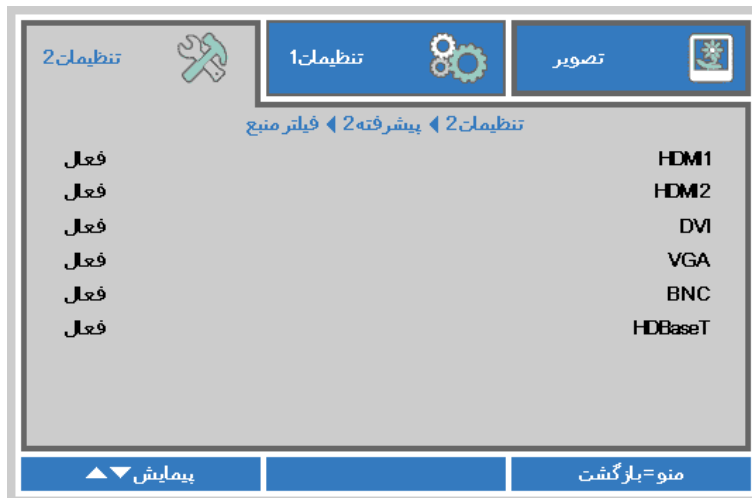 تصویر
تنظیمات1
تنظیمات2
تنظیمات2 ◀ پیشرفته2 ◀ فیلتر منبع
HDMI1 فعال
HDMI2 فعال
DVI فعال
VGA فعال
BNC فعال
HDBaseT فعال
منو=بازگشت
پیمایش▼▲